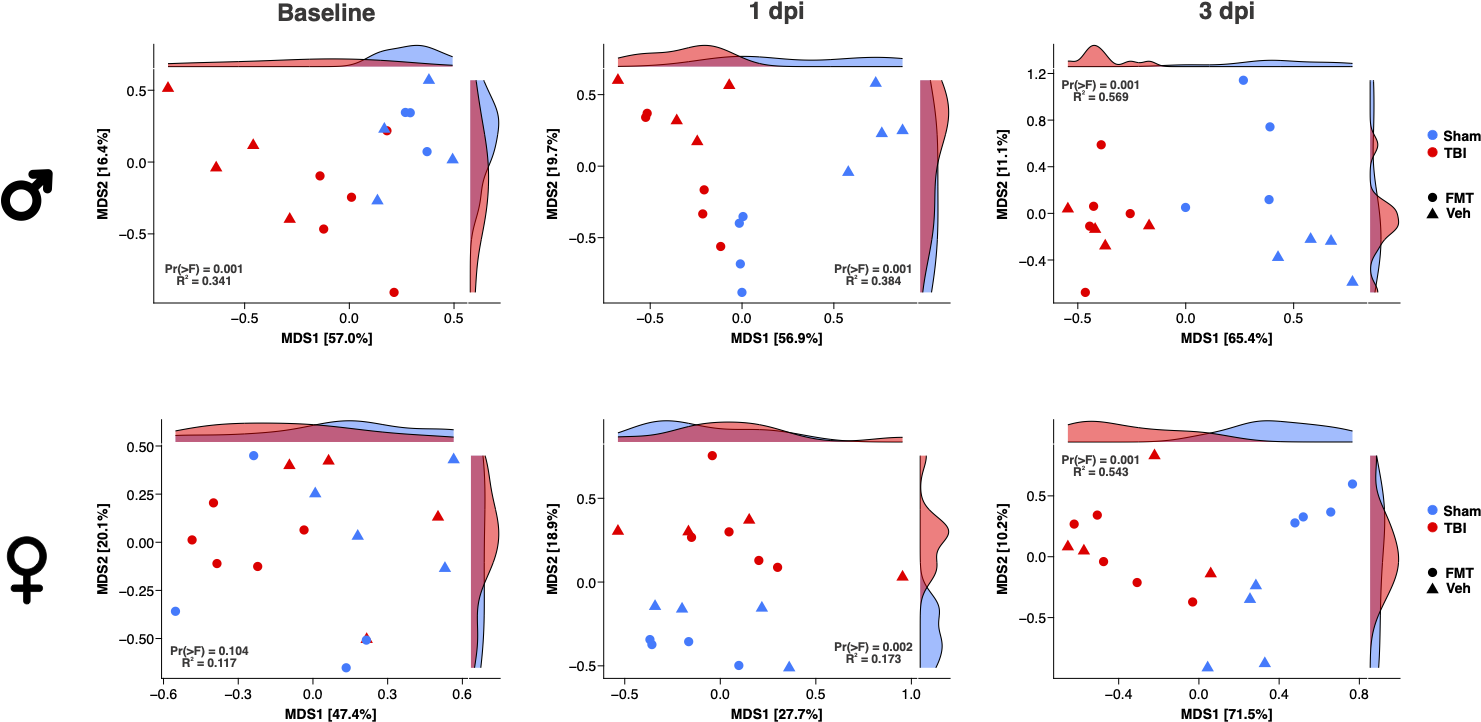 Baseline 1 dpi 3 dpi
0.5
0.0
−0.5
MDS2 [16.4%]
Pr(>F) = 0.001
R² = 0.341
−0.5 0.0 0.5
MDS1 [57.0%]
0.5
0.0
−0.5
MDS2 [19.7%]
Pr(>F) = 0.001
R² = 0.384
−0.5 0.0 0.5
MDS1 [56.9%]
1.2
0.8
0.4
0.0
−0.4
MDS2 [11.1%]
Pr(>F) = 0.001
R² = 0.569
−0.5 0.0 0.5
MDS1 [65.4%]
Sham
TBI
FMT
Veh
0.50
0.25
0.00
−0.25
−0.50
MDS2 [20.1%]
Pr(>F) = 0.104
R² = 0.117
−0.6 −0.3 0.0 0.3 0.6
MDS1 [47.4%]
0.5
0.0
−0.5
MDS2 [18.9%]
Pr(>F) = 0.002
R² = 0.173
−0.5 0.0 0.5 1.0
MDS1 [27.7%]
0.5
0.0
−0.5
MDS2 [10.2%]
Pr(>F) = 0.001
R² = 0.543
−0.4 0.0 0.4 0.8
MDS1 [71.5%]
Sham
TBI
FMT
Veh